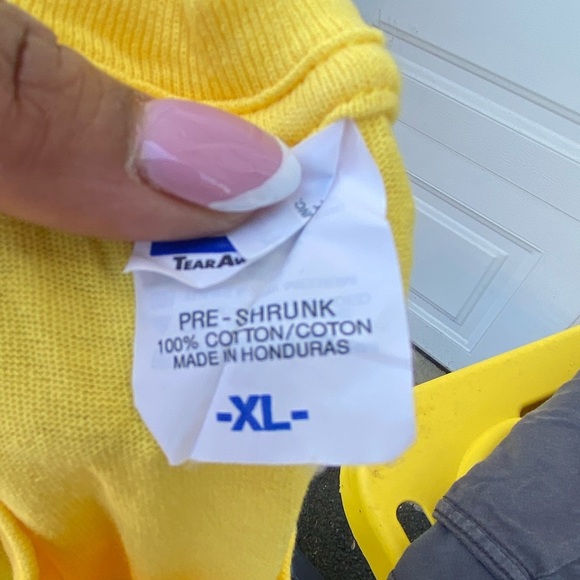 TEARAW
PRE-SHRUNK
100% COTTON/COTON
MADE IN HONDURAS
-XL-